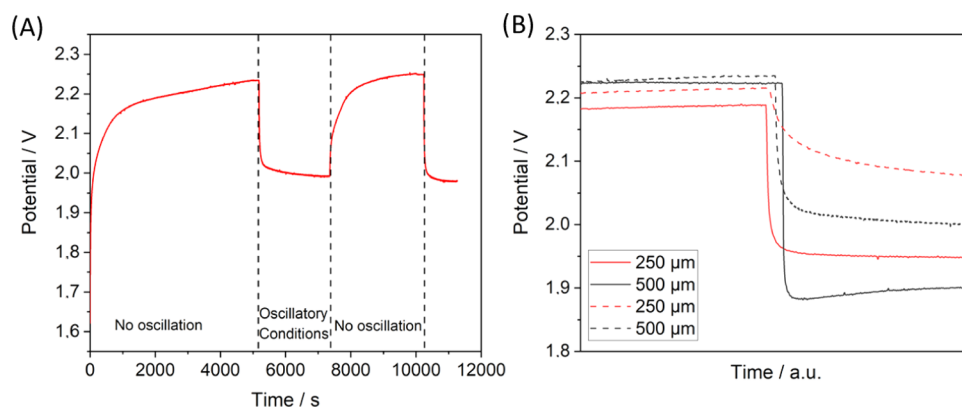 (A)
2.3
2.2
2.1
2.0
1.9
1.8
1.7
1.6
Potential / V
No oscillation
Oscillatory
Conditions
No oscillation
0
2000
4000
6000
8000
10000
12000
Time / s
(B)
2.3
2.2
2.1
2.0
1.9
1.8
Potential / V
250 µm
500 µm
250 µm
500 µm
Time / a.u.